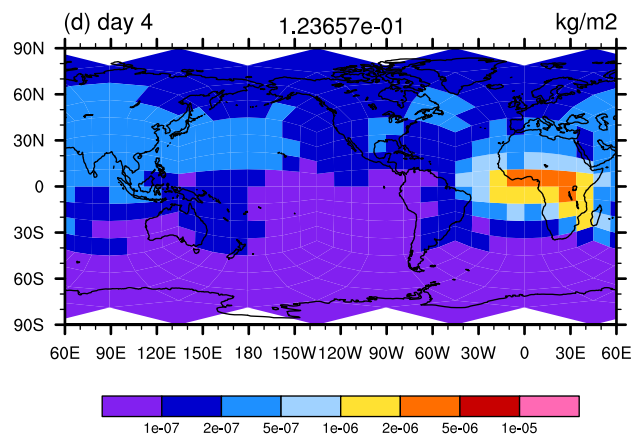 (d) day 4 1.23657e-01 kg/m2
90N
60N
30N
0
30S
60S
90S
60E 90E 120E 150E 180 150W 120W 90W 60W 30W 0 30E 60E
1e-07 2e-07 5e-07 1e-06 2e-06 5e-06 1e-05